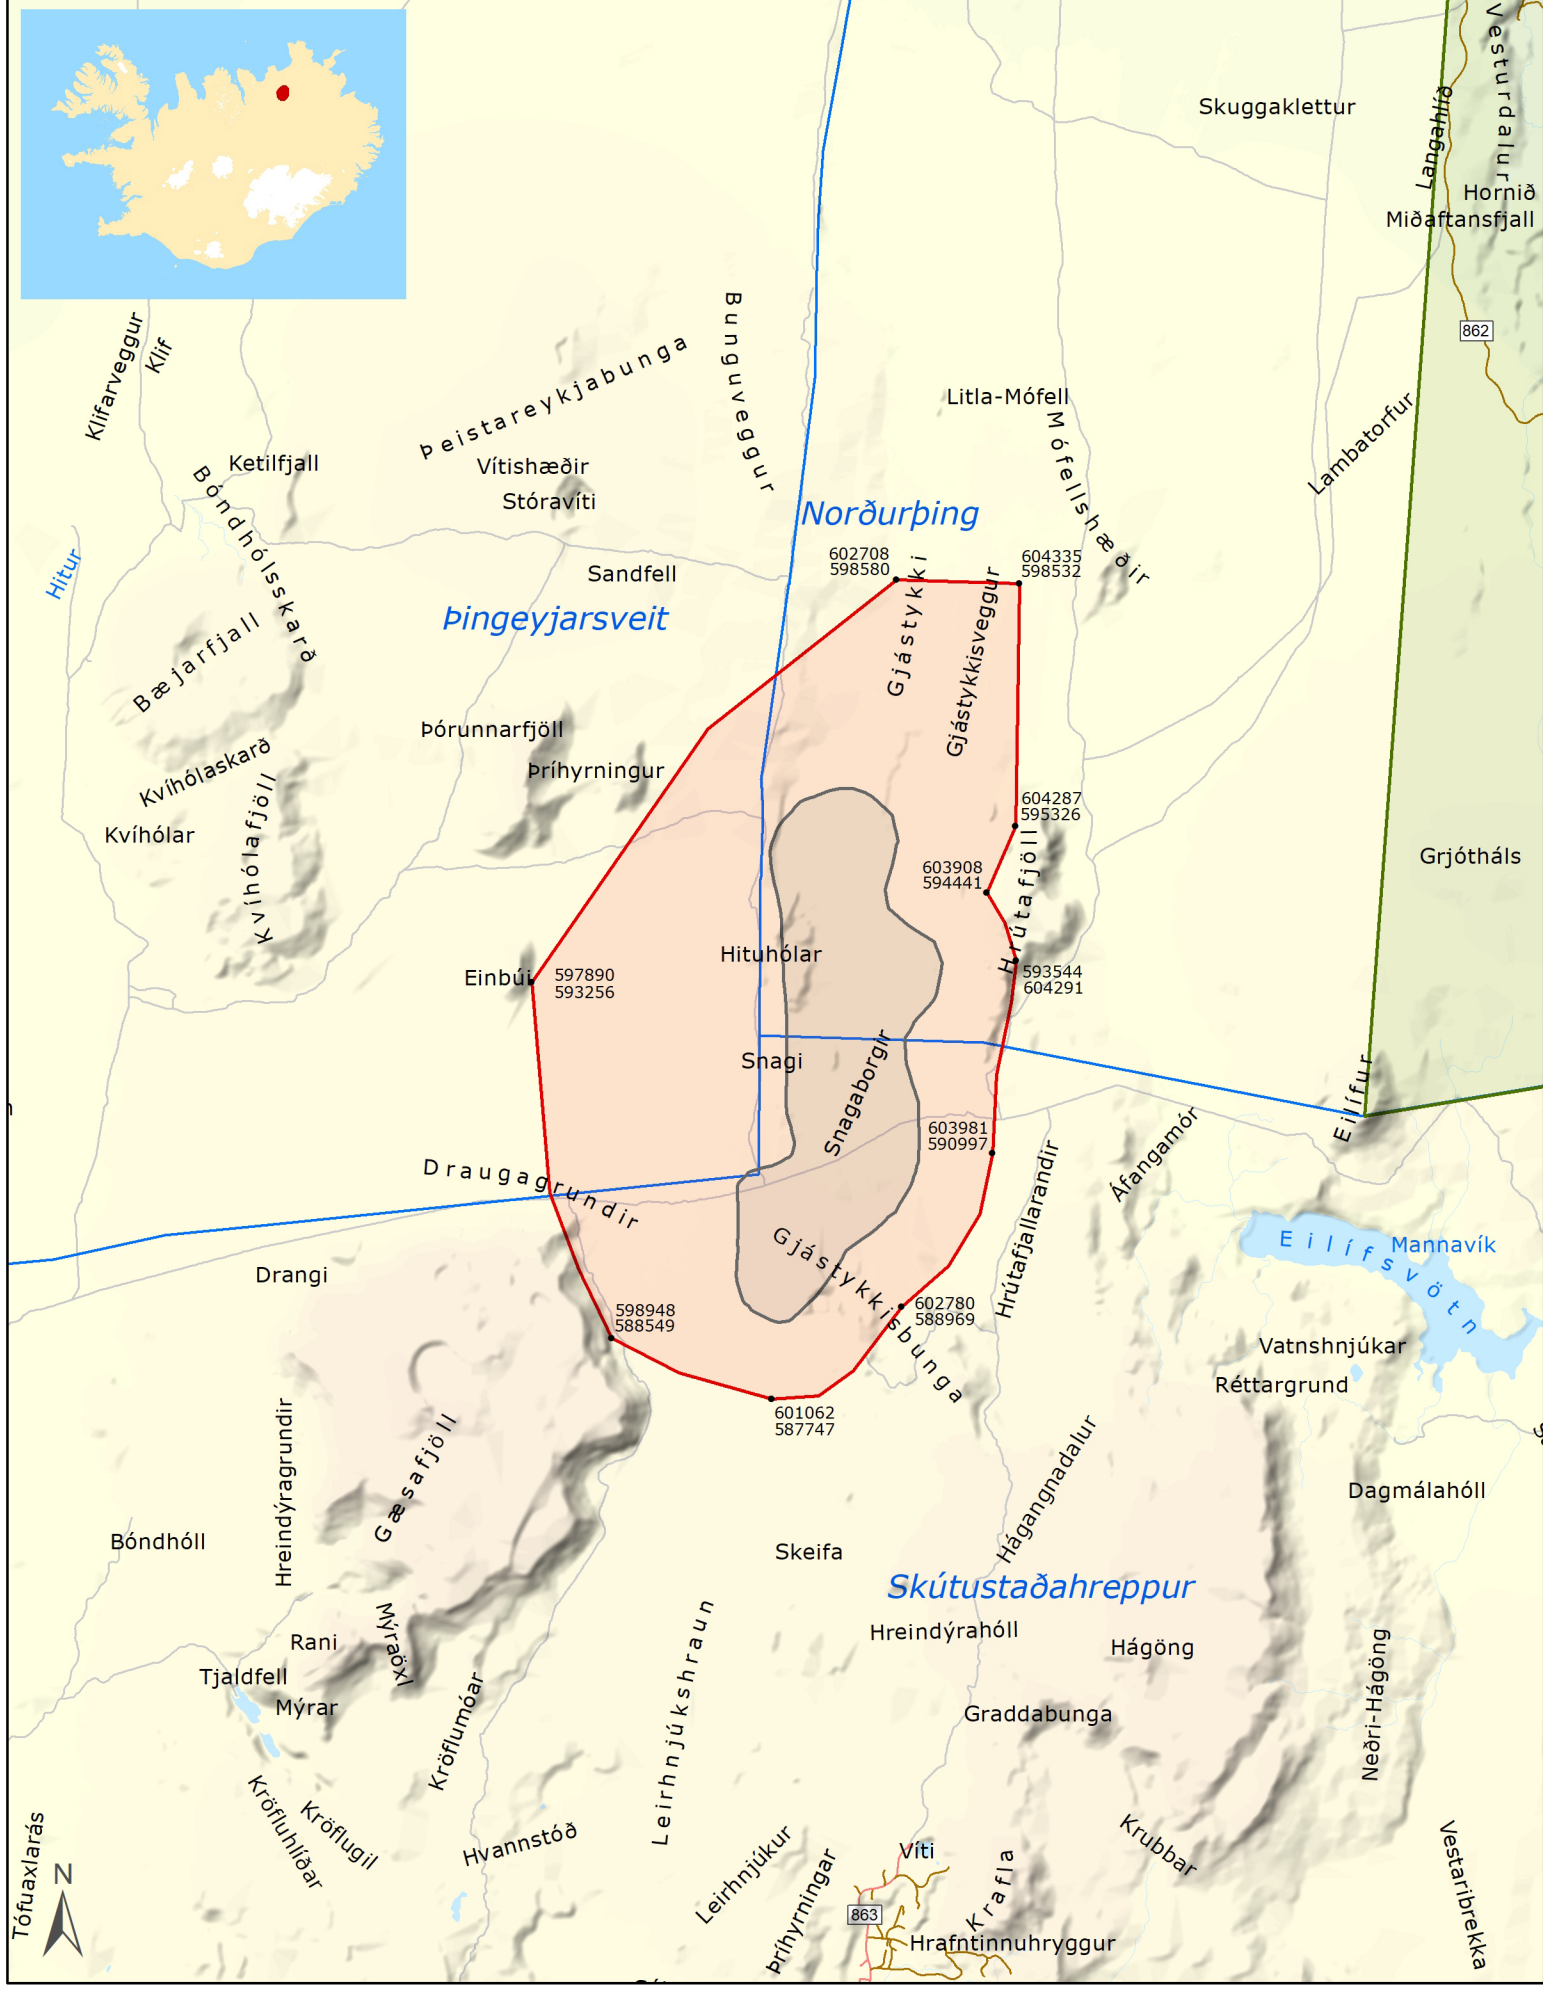 Skuggaklettur
Langahlíð
Vesturdalur
Hornið
Miðaftansfjall
862
Klifarveggur
Klif
Þeistareykjabunga
Bunguveggur
Litla-Mófell
Mófellshæðir
Lambatorfur
Ketilfjall
Vítishæðir
Stóravíti
Bóndhólsskarð
Norðurþing
Hitur
Sandfell
602708
598580
604335
598532
Gjástykki
Gjástykkisveggur
Þingeyjarsveit
Bæjarfjall
Þórunnarfjöll
Þríhyrningur
Kvíhólaskarð
Kvíhólar
Kvíhólafjöll
604287
595326
603908
594441
Hrútafjöll
Grjótháls
Hituhólar
Einbúi
597890
593256
593544
604291
Snagi
Snagaborgir
Eilífur
603981
590997
Áfangamór
Draugagrundir
Hrútafjallarandir
Gjástykkisbunga
Eilífsvötn
Mannavík
Drangi
598948
588549
602780
588969
Vatnshnjúkar
Réttargrund
601062
587747
Hreindýragrundir
Gæsafjöll
Hágangnadalur
Dagmálahóll
Bóndhóll
Skeifa
Skútustaðahreppur
Hreindýrahóll
Hágöng
Neðri-Hágöng
Rani
Mýraöxl
Tjaldfell
Mýrar
Kröflumóar
Leirhnjúkshraun
Graddabunga
Kröfluhlíðar
Kröflugil
Hvannstóð
Krubbar
Tófuaxlarás
N
Leirhnjúkur
Þríhyrningar
Víti
Krafla
863
Hrafntinnuhryggur
Vestaribrekka